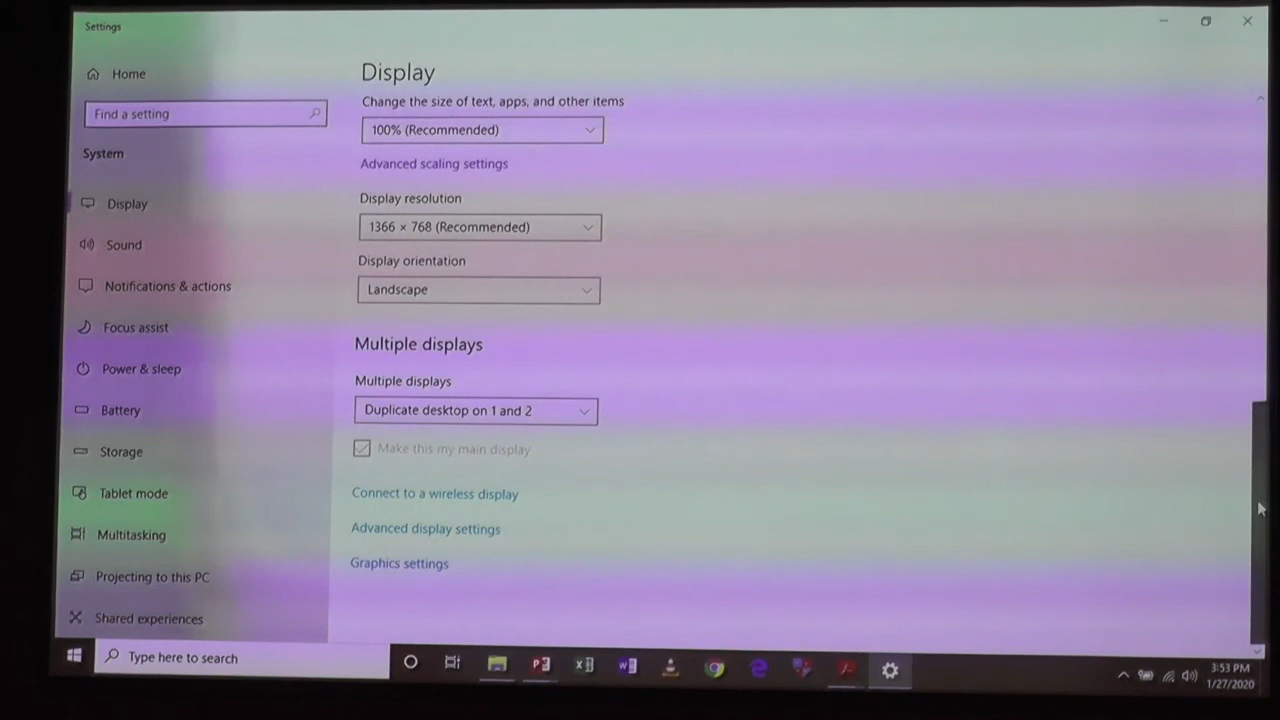 Settings
Home
Find a setting
System
Display
Sound
Notifications & actions
Focus assist
Power & sleep
Battery
Storage
Tablet mode
Multitasking
Projecting to this PC
Shared experiences
Display
Change the size of text, apps, and other items
100% (Recommended)
Advanced scaling settings
Display resolution
1366 × 768 (Recommended)
Display orientation
Landscape
Multiple displays
Multiple displays
Duplicate desktop on 1 and 2
Make this my main display
Connect to a wireless display
Advanced display settings
Graphics settings
Type here to search
3:53 PM
1/27/2020